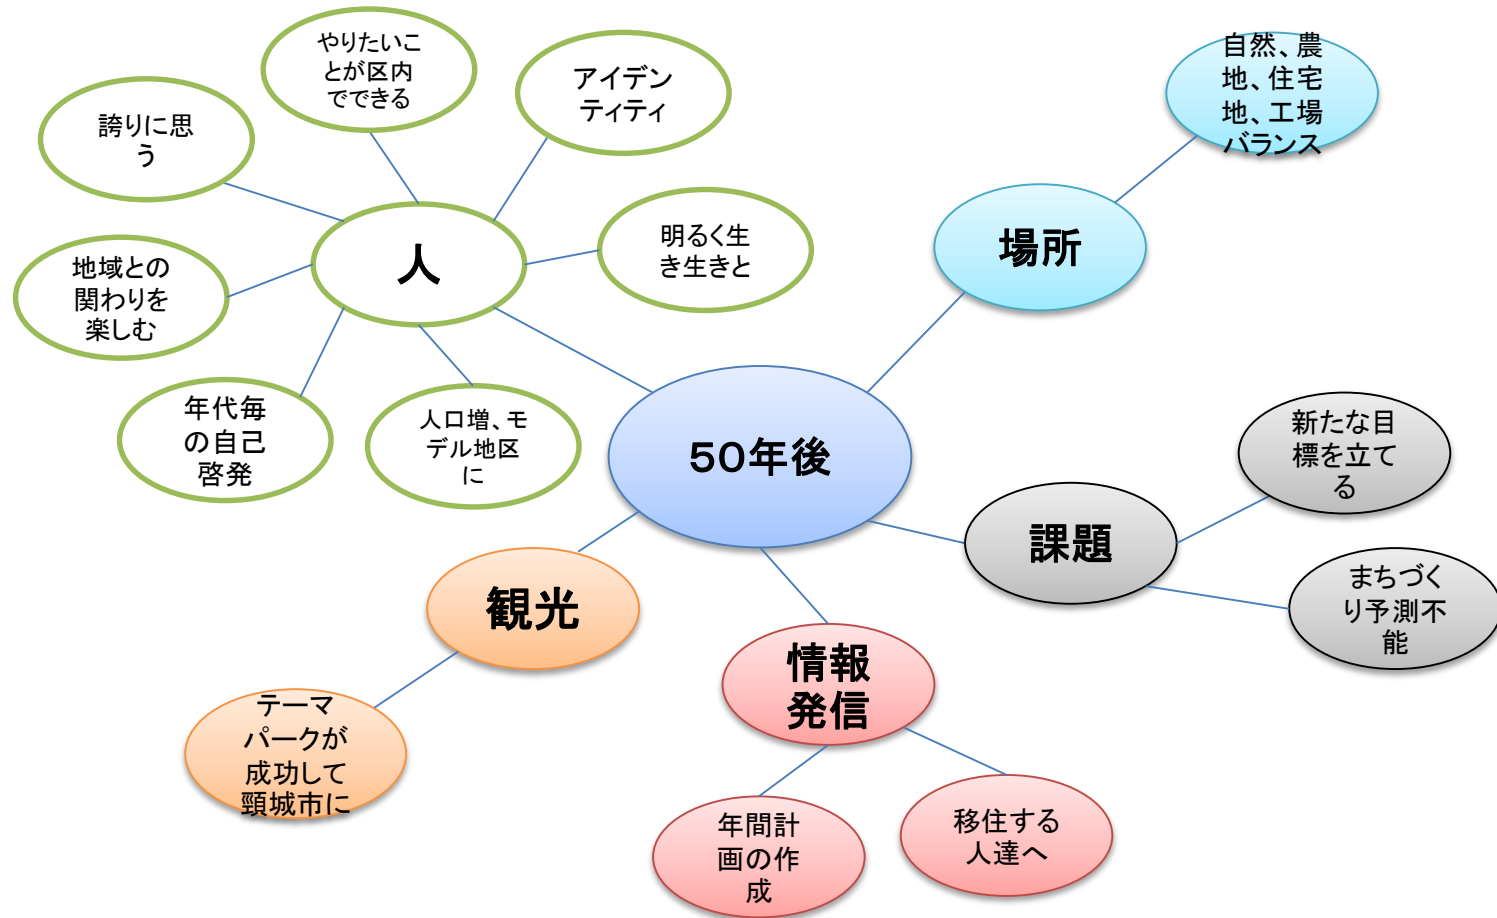 やりたいこ
とが区内
でできる
アイデン
ティティ
誇りに思
う
人
明るく生
き生きと
地域との
関わりを
楽しむ
年代毎
の自己
啓発
人口増、モ
デル地区
に
自然、農
地、住宅
地、工場
バランス
場所
50年後
新たな目
標を立て
る
課題
まちづく
り予測不
能
観光
テーマ
パークが
成功して
頸城市に
情報
発信
年間計
画の作
成
移住する
人達へ